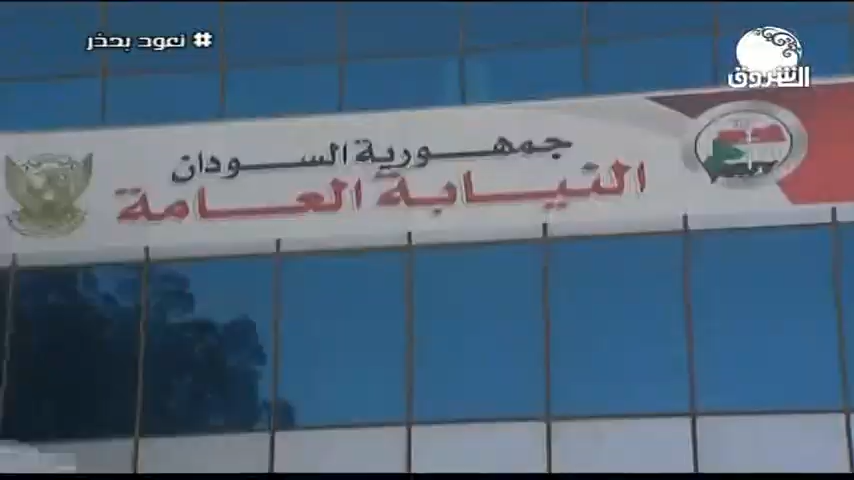 # نعود بحذر
الشروق
جمهورية السودان
النيابة العامة